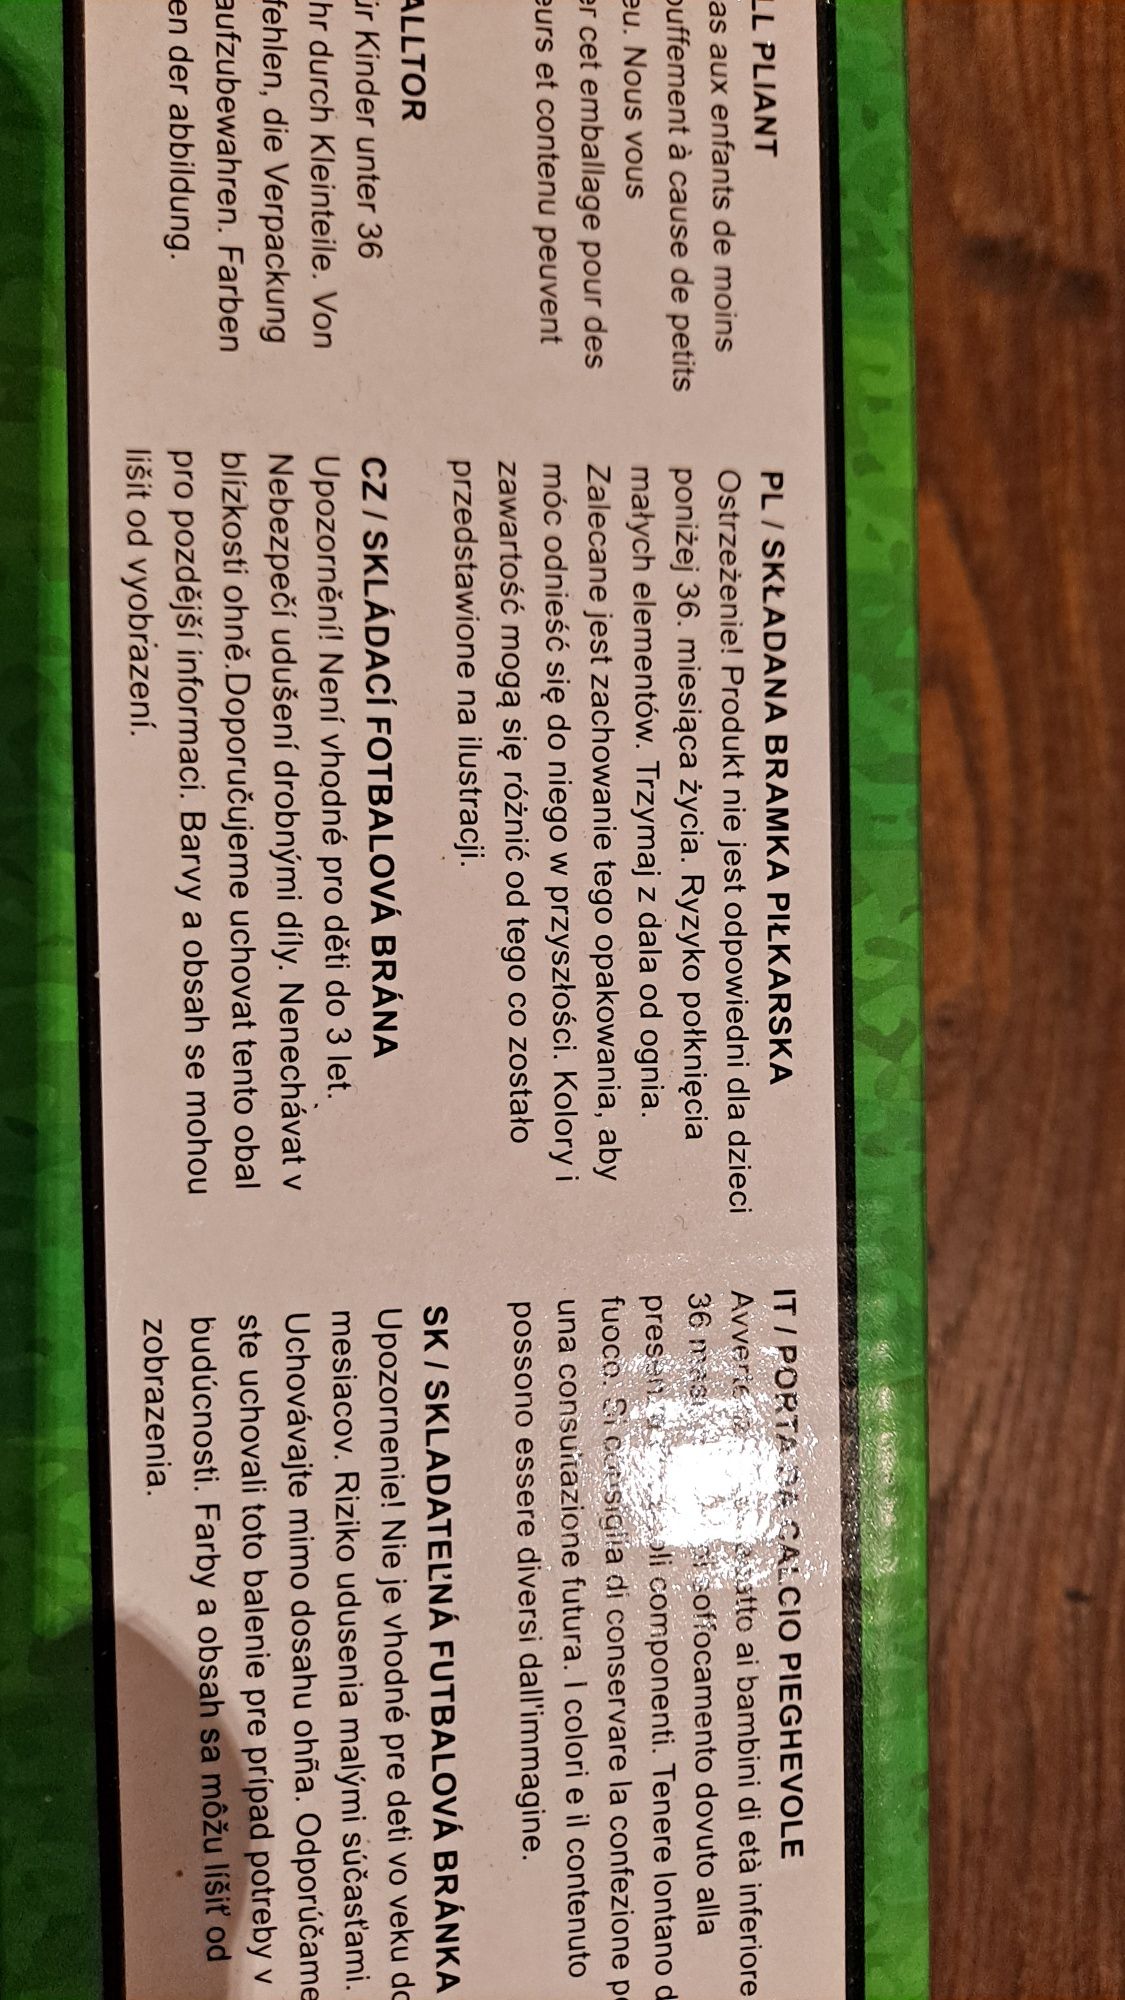 LL PLIANT
as aux enfants de moins
ouffement à cause de petits
eu. Nous vous
er cet emballage pour des
eurs et contenu peuvent
ALLTOR
ür Kinder unter 36
hr durch Kleinteile. Von
fehlen, die Verpackung
aufzubewahren. Farben
en der abbildung.
PL / SKŁADANA BRAMKA PIŁKARSKA
Ostrzeżenie! Produkt nie jest odpowiedni dla dzieci
poniżej 36. miesiąca życia. Ryzyko połknięcia
małych elementów. Trzymaj z dala od ognia.
Zalecane jest zachowanie tego opakowania, aby
móc odnieść się do niego w przyszłości. Kolory i
zawartość mogą się różnić od tego co zostało
przedstawione na ilustracji.
CZ / SKLÁDACÍ FOTBALOVÁ BRÁNA
Upozornění! Není vhodné pro děti do 3 let.
Nebezpečí udušení drobnými díly. Nenechávat v
blízkosti ohně.Doporučujeme uchovat tento obal
pro pozdější informaci. Barvy a obsah se mohou
lišit od vyobrazení.
IT / PORTA DA CALCIO PIEGHEVOLE
ai bambini di età inferiore
36 soffocamento dovuto alla
componenti. Tenere lontano d
fuoco. Si consiglia di conservare la confezione pe
una consultazione futura. I colori e il contenuto
possono essere diversi dall'immagine.
SK / SKLADATEĽNÁ FUTBALOVÁ BRÁNKA
Upozornenie! Nie je vhodné pre deti vo veku do
mesiacov. Riziko udusenia malými súčasťami.
Uchovávajte mimo dosahu ohňa. Odporúčame
ste uchovali toto balenie pre prípad potreby v
budúcnosti. Farby a obsah sa môžu líšiť od
zobrazenia.